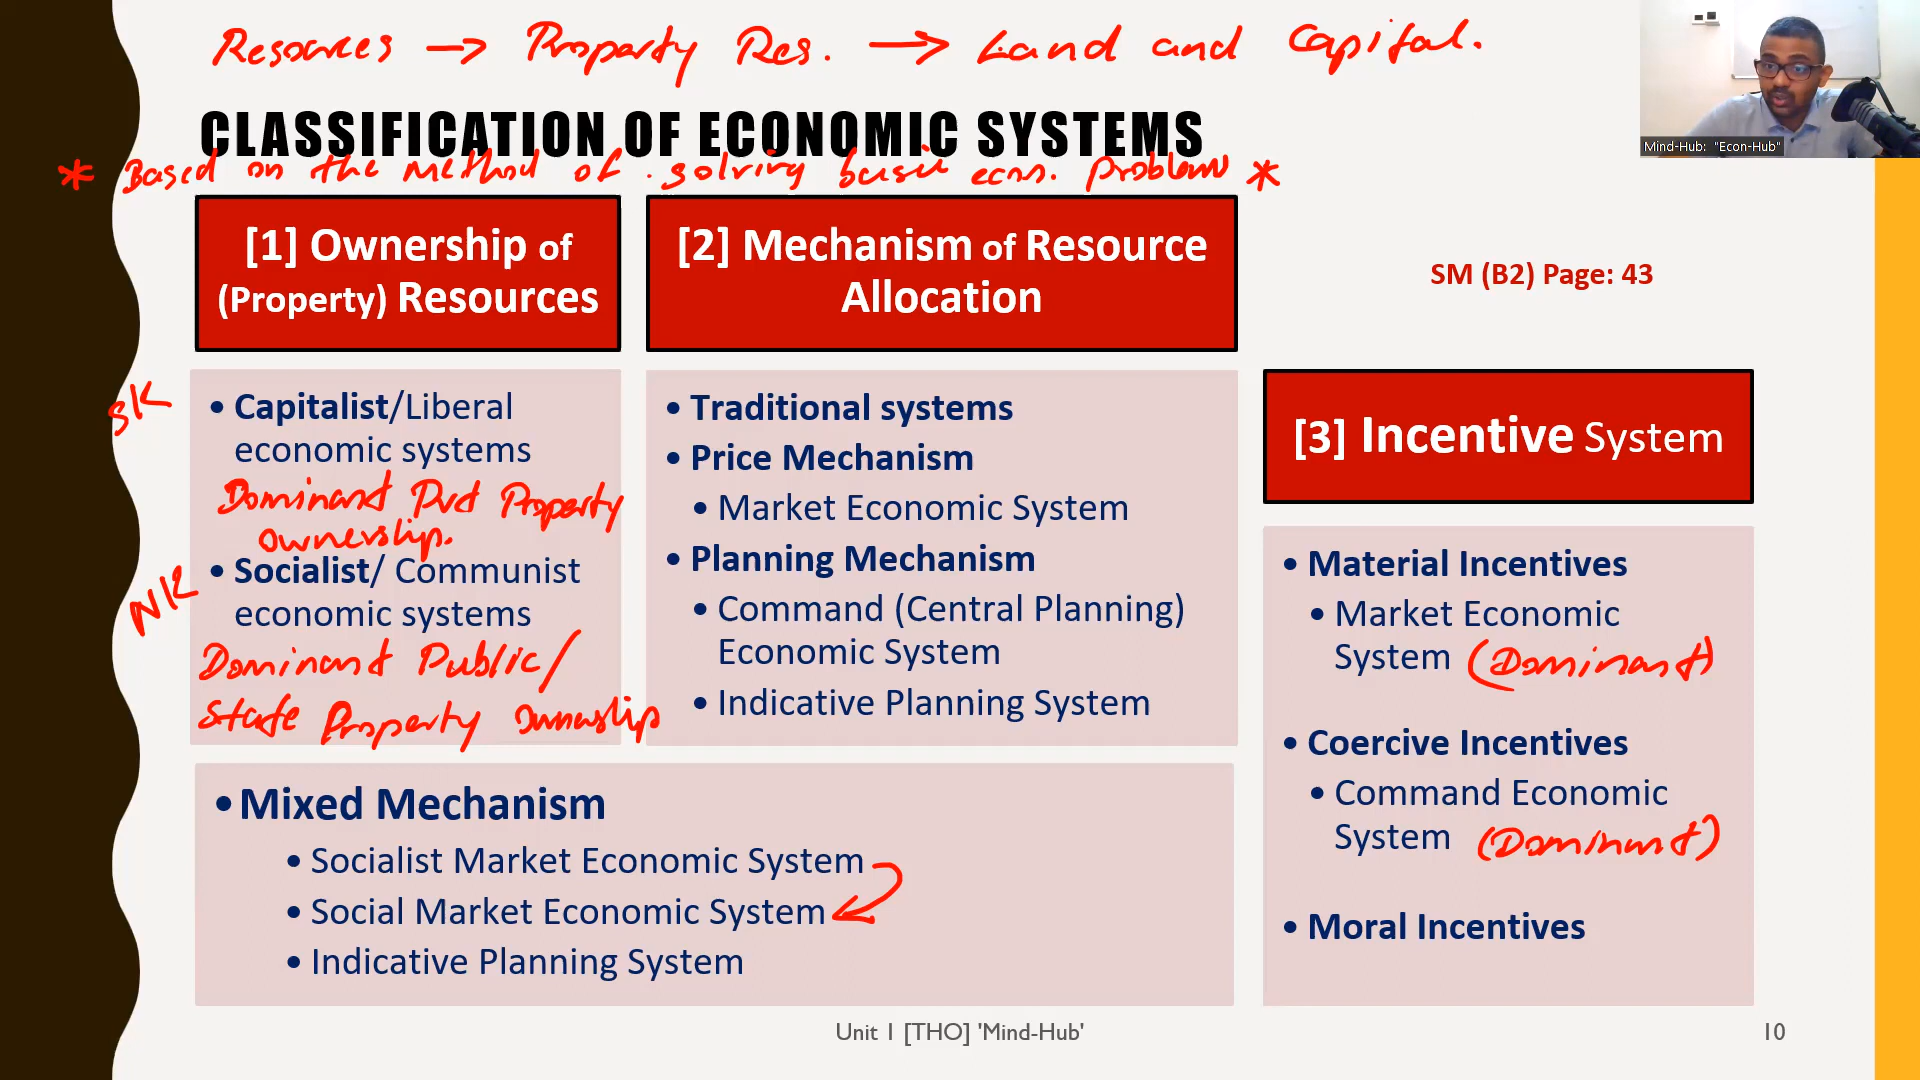 Resources → Property Res. → Land and Capital.
Mind-Hub: "Econ-Hub"
CLASSIFICATION OF ECONOMIC SYSTEMS
* Based on the method of solving basic econ. problems *
[1] Ownership of
(Property) Resources
[2] Mechanism of Resource
Allocation
SM (B2) Page: 43
SK
• Capitalist/Liberal
economic systems
Dominant Pvt Property
ownership.
NK
• Socialist/ Communist
economic systems
Dominant Public/
State Property ownership
• Traditional systems
• Price Mechanism
• Market Economic System
• Planning Mechanism
• Command (Central Planning)
Economic System
• Indicative Planning System
[3] Incentive System
• Material Incentives
• Market Economic
System (Dominant)
• Coercive Incentives
• Command Economic
System (Dominant)
• Moral Incentives
• Mixed Mechanism
• Socialist Market Economic System
• Social Market Economic System
• Indicative Planning System
Unit 1 [THO] 'Mind-Hub'
10